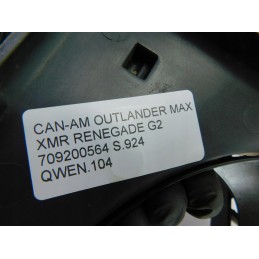 CAN-AM OUTLANDER MAX
XMR RENEGADE G2
709200564 S.924
QWEN.104